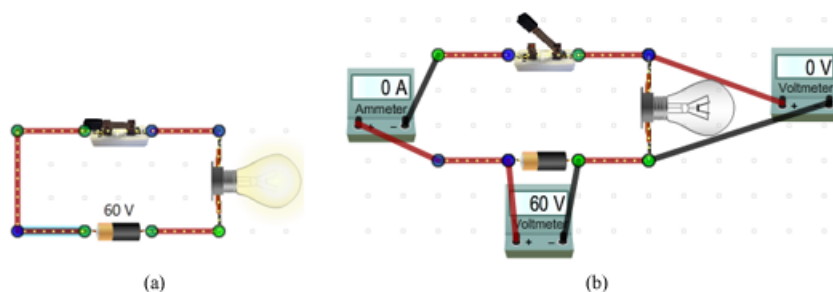 60 V
(a)
0 A
Ammeter
+ −
0 V
Voltmeter
+ −
60 V
Voltmeter
+ −
(b)